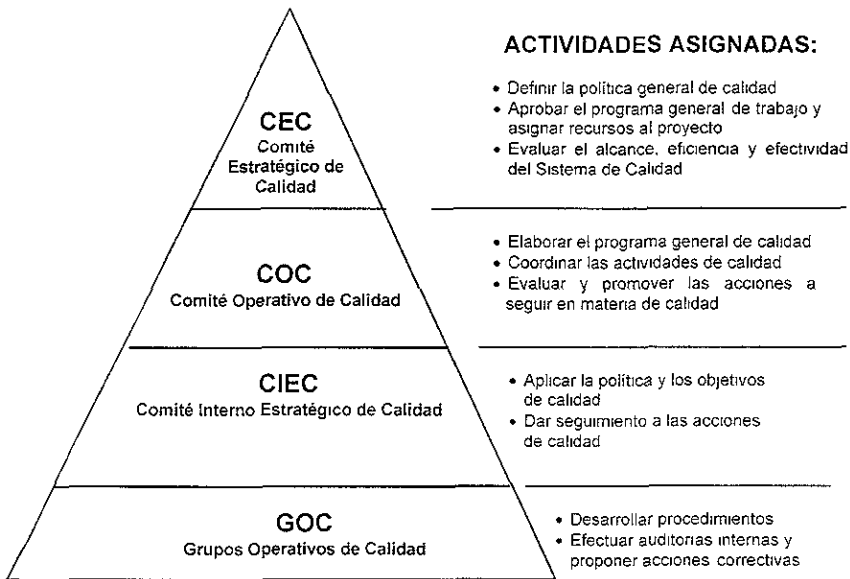 ACTIVIDADES ASIGNADAS:
CEC
Comité
Estratégico de
Calidad
• Definir la política general de calidad
• Aprobar el programa general de trabajo y
asignar recursos al proyecto
• Evaluar el alcance, eficiencia y efectividad
del Sistema de Calidad
COC
Comité Operativo de Calidad
• Elaborar el programa general de calidad
• Coordinar las actividades de calidad
• Evaluar y promover las acciones a
seguir en materia de calidad
CIEC
Comité Interno Estratégico de Calidad
• Aplicar la política y los objetivos
de calidad
• Dar seguimiento a las acciones
de calidad
GOC
Grupos Operativos de Calidad
• Desarrollar procedimientos
• Efectuar auditorias internas y
proponer acciones correctivas